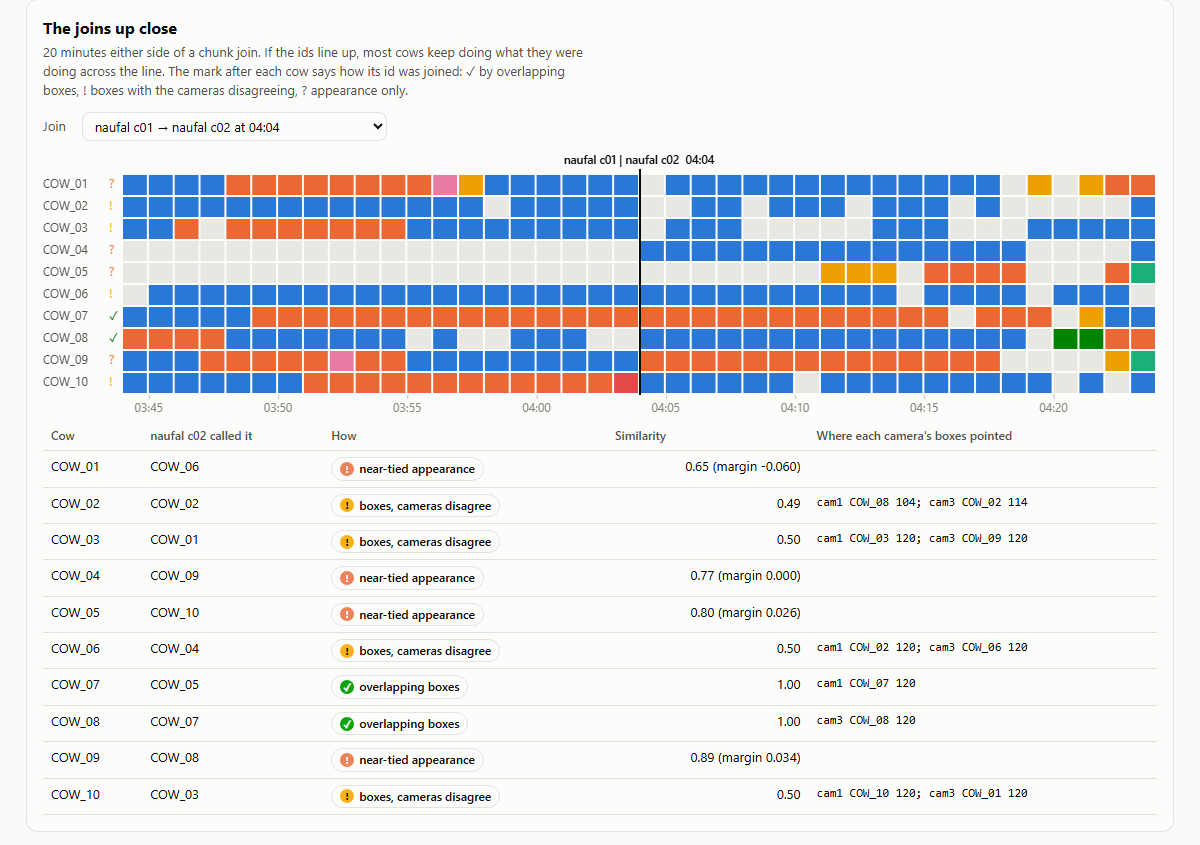 The joins up close
20 minutes either side of a chunk join. If the ids line up, most cows keep doing what they were
doing across the line. The mark after each cow says how its id was joined: ✓ by overlapping
boxes, ! boxes with the cameras disagreeing, ? appearance only.
Join naufal c01 → naufal c02 at 04:04
naufal c01 | naufal c02 04:04
COW_01 ?
COW_02 !
COW_03 !
COW_04 ?
COW_05 ?
COW_06 !
COW_07 ✓
COW_08 ✓
COW_09 ?
COW_10 !
03:45 03:50 03:55 04:00 04:05 04:10 04:15 04:20
Cow naufal c02 called it How Similarity Where each camera's boxes pointed
COW_01 COW_06 ! near-tied appearance 0.65 (margin -0.060)
COW_02 COW_02 ! boxes, cameras disagree 0.49 cam1 COW_08 104; cam3 COW_02 114
COW_03 COW_01 ! boxes, cameras disagree 0.50 cam1 COW_03 120; cam3 COW_09 120
COW_04 COW_09 ! near-tied appearance 0.77 (margin 0.000)
COW_05 COW_10 ! near-tied appearance 0.80 (margin 0.026)
COW_06 COW_04 ! boxes, cameras disagree 0.50 cam1 COW_02 120; cam3 COW_06 120
COW_07 COW_05 ✓ overlapping boxes 1.00 cam1 COW_07 120
COW_08 COW_07 ✓ overlapping boxes 1.00 cam3 COW_08 120
COW_09 COW_08 ! near-tied appearance 0.89 (margin 0.034)
COW_10 COW_03 ! boxes, cameras disagree 0.50 cam1 COW_10 120; cam3 COW_01 120